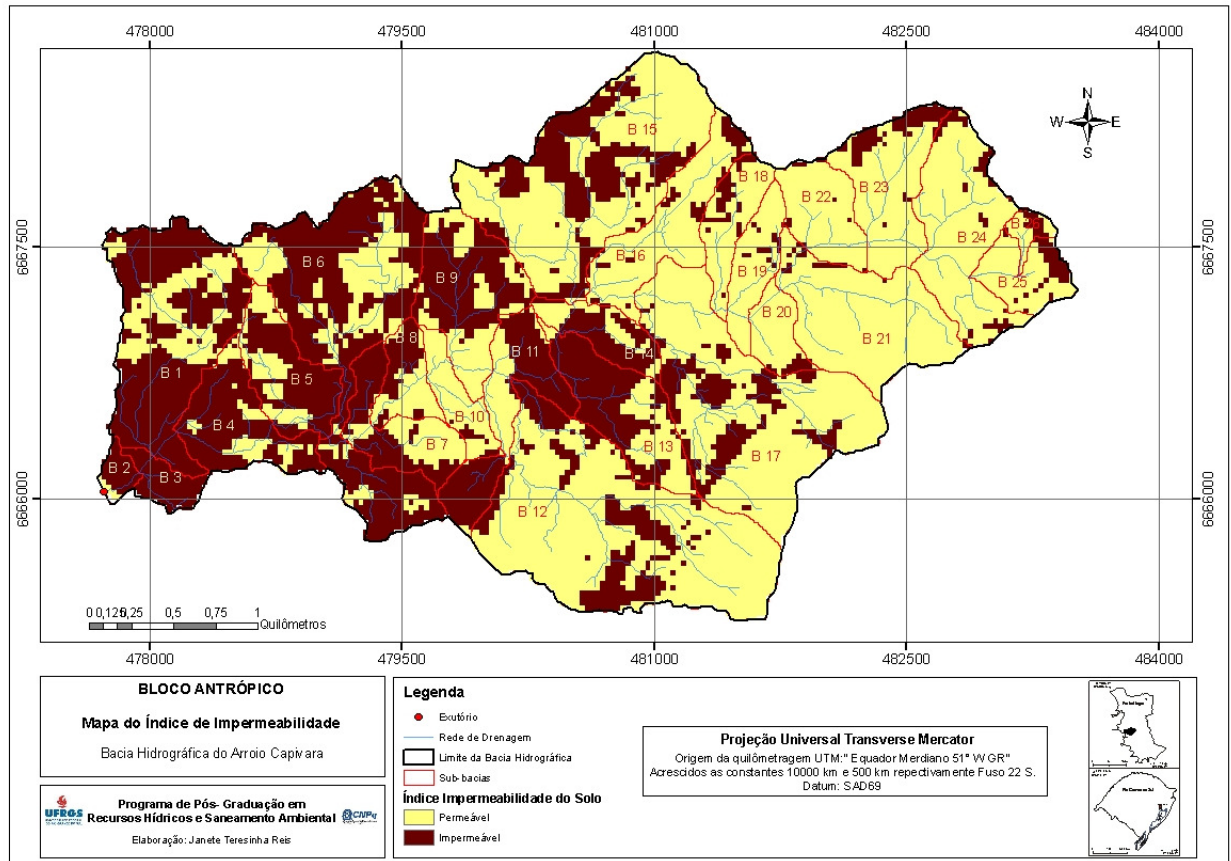 478000 479500 481000 482500 484000
N
W E
S
B 15
B 18
B 22
B 23
6667500
6667500
B 24
B 16
B 6
B 9
B 19
B 25
B 20
B 8
B 21
B 11
B 14
B 1
B 5
B 10
B 4
B 7
B 13
B 17
B 2
B 3
6666000
6666000
B 12
0 0,125 0,25 0,5 0,75 1
Quilômetros
478000 479500 481000 482500 484000
BLOCO ANTRÓPICO
Mapa do Índice de Impermeabilidade
Bacia Hidrográfica do Arroio Capivara
UFRGS
Programa de Pós- Graduação em
Recursos Hídricos e Saneamento Ambiental
CNPq
Elaboração: Janete Teresinha Reis
Legenda
Exutório
Rede de Drenagem
Limite da Bacia Hidrográfica
Sub-bacias
Índice Impermeabilidade do Solo
Permeável
Impermeável
Projeção Universal Transverse Mercator
Origem da quilômetragem UTM:" Equador Merdiano 51° W GR"
Acrescidos as constantes 10000 km e 500 km repectivamente Fuso 22 S.
Datum: SAD69